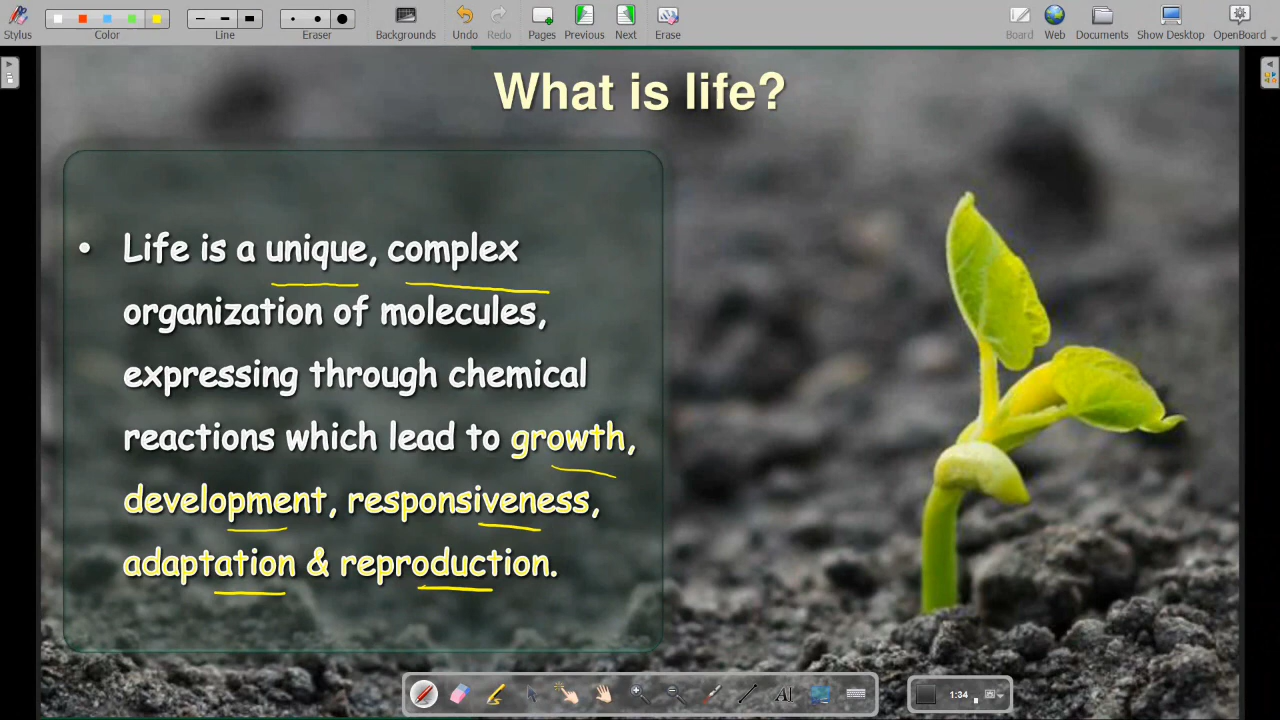 Stylus
Color
Line
Eraser
Backgrounds
Undo
Redo
Pages
Previous
Next
Erase
Board
Web
Documents
Show Desktop
OpenBoard
What is life?
• Life is a unique, complex
organization of molecules,
expressing through chemical
reactions which lead to growth,
development, responsiveness,
adaptation & reproduction.
AI
1:34